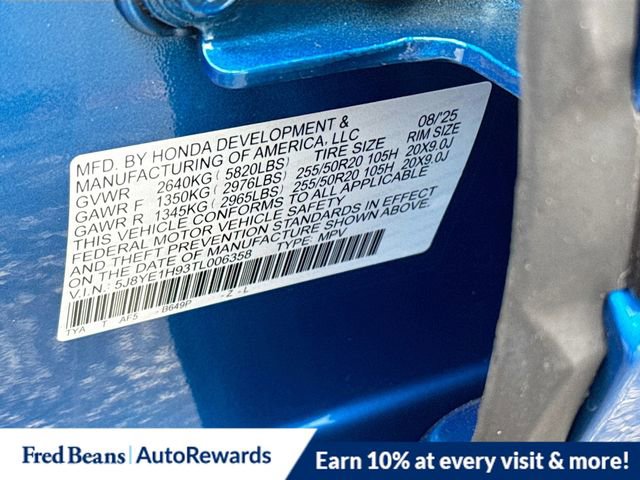 MFD. BY HONDA DEVELOPMENT & 08/'25
MANUFACTURING OF AMERICA, LLC TIRE SIZE RIM SIZE
GVWR 2640KG ( 5820LBS)
GAWR F 1350KG ( 2976LBS) 255/50R20 105H 20X9.0J
GAWR R 1345KG ( 2965LBS) 255/50R20 105H 20X9.0J
THIS VEHICLE CONFORMS TO ALL APPLICABLE
FEDERAL MOTOR VEHICLE SAFETY
AND THEFT PREVENTION STANDARDS IN EFFECT
ON THE DATE OF MANUFACTURE SHOWN ABOVE.
V.I.N.: 5J8YE1H93TL006358 TYPE: MPV
TYA T AF5 B649P -Z -L
Fred Beans AutoRewards
Earn 10% at every visit & more!